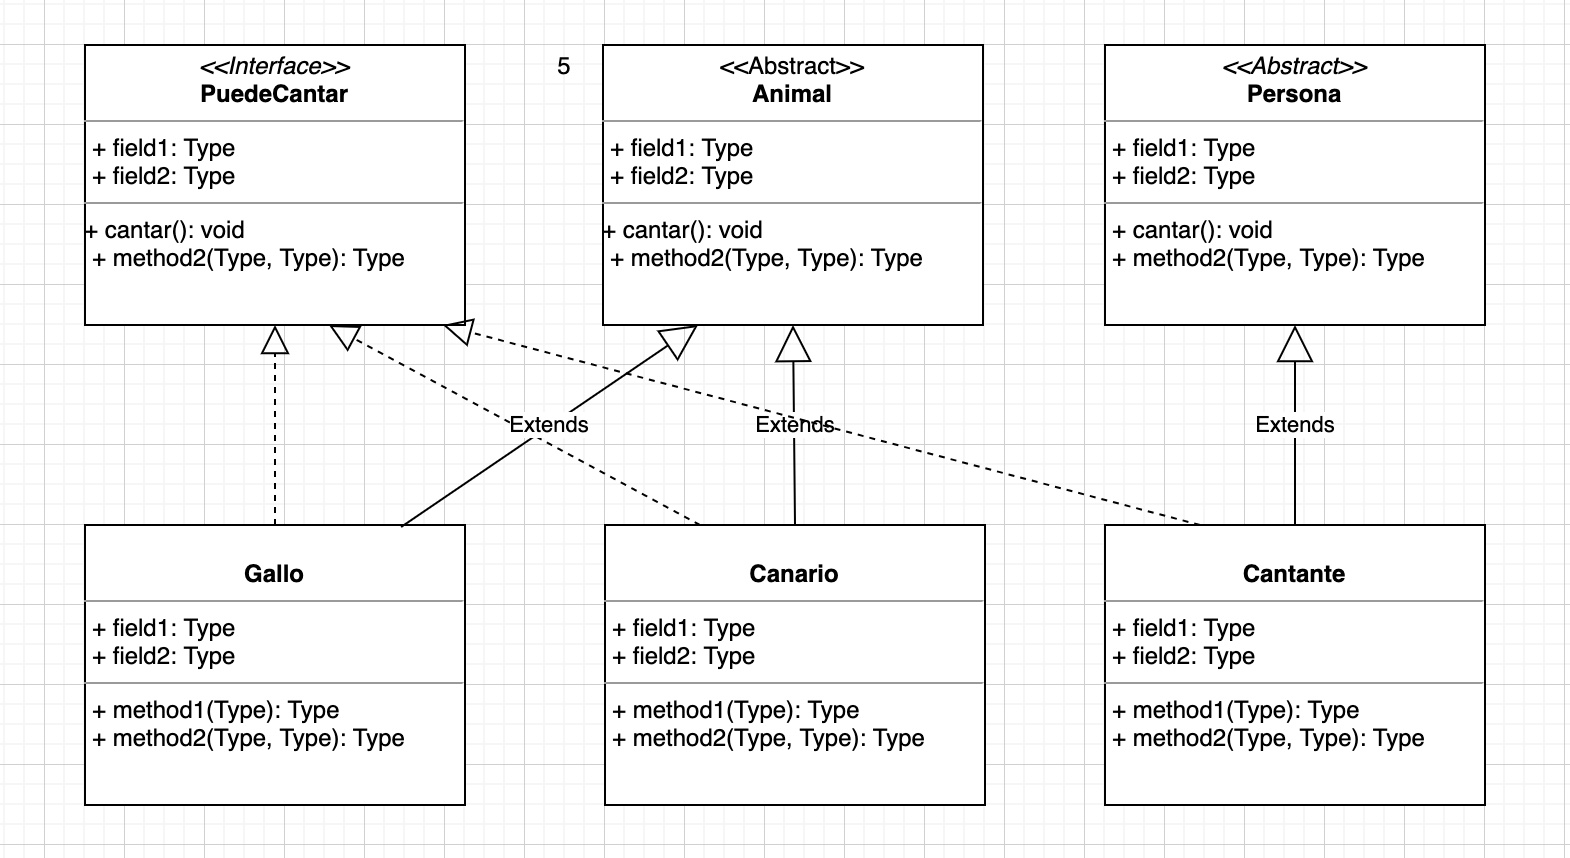 <<Interface>>
PuedeCantar
+ field1: Type
+ field2: Type
+ cantar(): void
+ method2(Type, Type): Type
5
<<Abstract>>
Animal
+ field1: Type
+ field2: Type
+ cantar(): void
+ method2(Type, Type): Type
<<Abstract>>
Persona
+ field1: Type
+ field2: Type
+ cantar(): void
+ method2(Type, Type): Type
Extends
Extends
Extends
Gallo
+ field1: Type
+ field2: Type
+ method1(Type): Type
+ method2(Type, Type): Type
Canario
+ field1: Type
+ field2: Type
+ method1(Type): Type
+ method2(Type, Type): Type
Cantante
+ field1: Type
+ field2: Type
+ method1(Type): Type
+ method2(Type, Type): Type